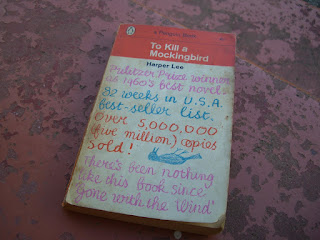 a Penguin Book
To Kill a
Mockingbird
Harper Lee
Pulitzer Prize winner
as 1960's best novel
82 weeks in U.S.A.
best-seller list.
Over 5,000,000
(five million) copies
Sold!
'There's been nothing
like this book since
'Gone with the Wind'